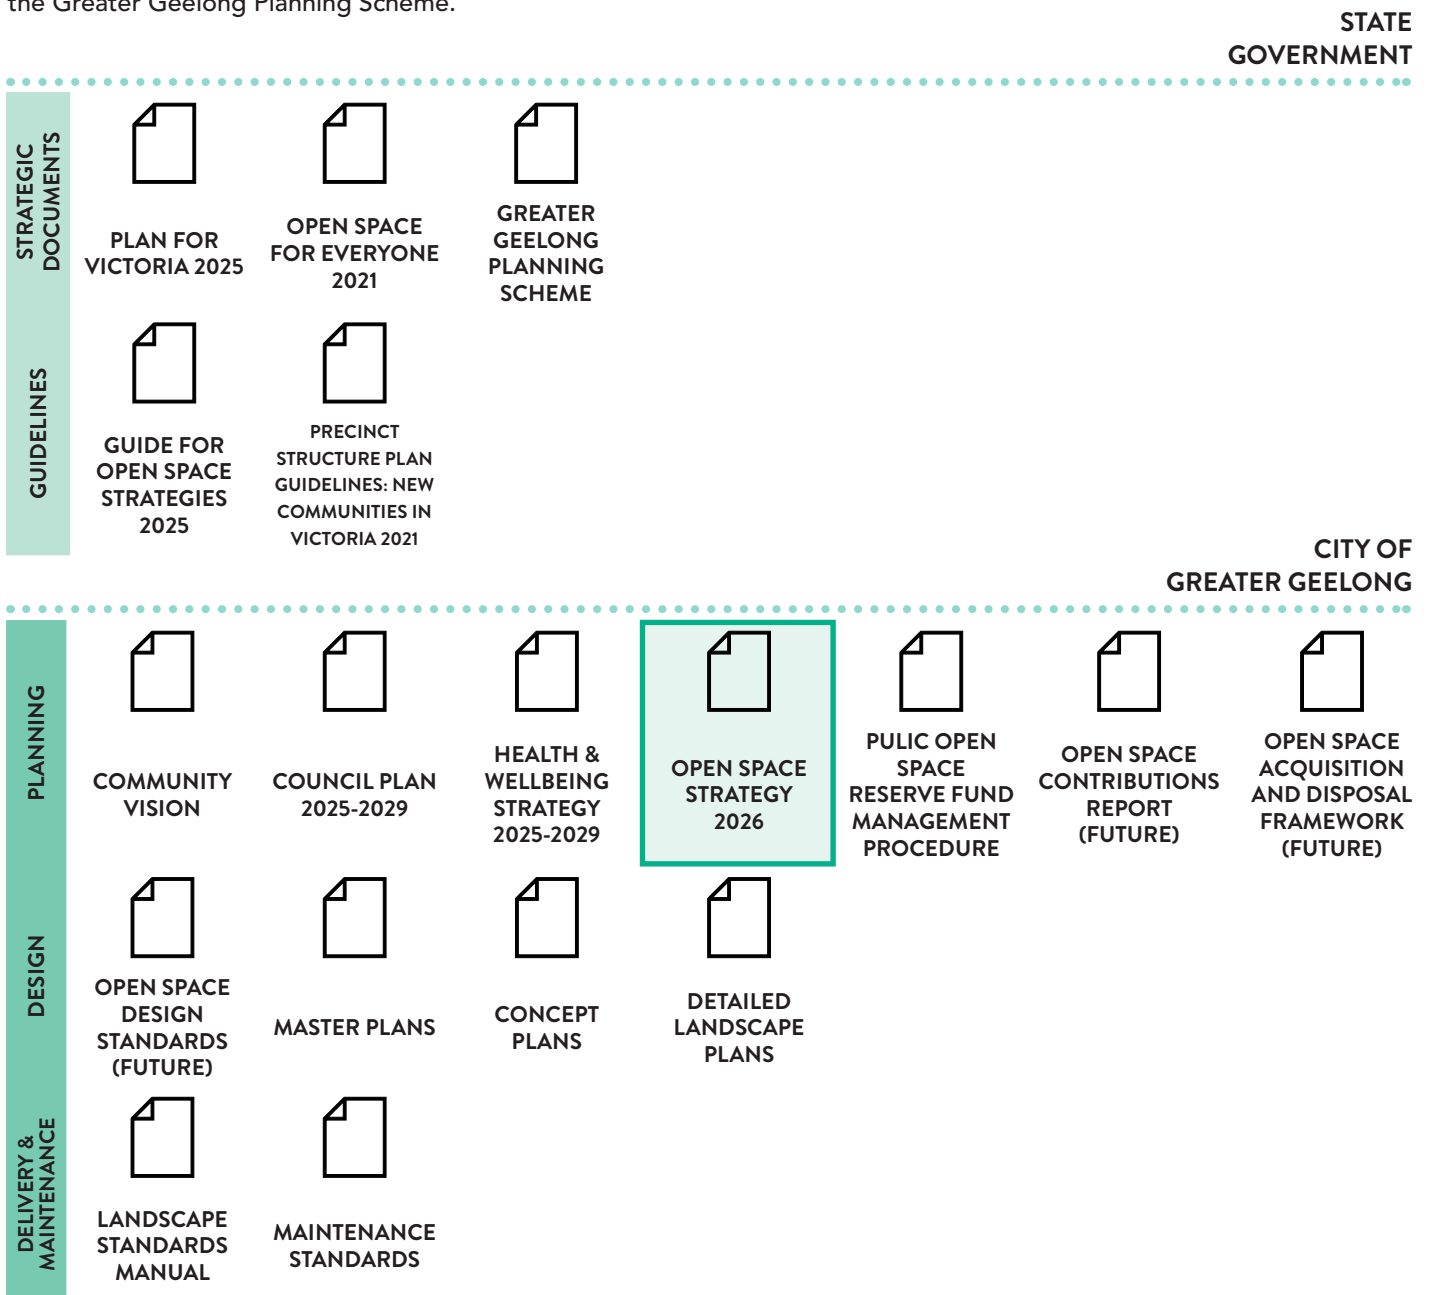 the Greater Geelong Planning Scheme.
STATE
GOVERNMENT
STRATEGIC
DOCUMENTS
PLAN FOR
VICTORIA 2025
OPEN SPACE
FOR EVERYONE
2021
GREATER
GEELONG
PLANNING
SCHEME
GUIDELINES
GUIDE FOR
OPEN SPACE
STRATEGIES
2025
PRECINCT
STRUCTURE PLAN
GUIDELINES: NEW
COMMUNITIES IN
VICTORIA 2021
CITY OF
GREATER GEELONG
PLANNING
COMMUNITY
VISION
COUNCIL PLAN
2025-2029
HEALTH &
WELLBEING
STRATEGY
2025-2029
OPEN SPACE
STRATEGY
2026
PULIC OPEN
SPACE
RESERVE FUND
MANAGEMENT
PROCEDURE
OPEN SPACE
CONTRIBUTIONS
REPORT
(FUTURE)
OPEN SPACE
ACQUISITION
AND DISPOSAL
FRAMEWORK
(FUTURE)
DESIGN
OPEN SPACE
DESIGN
STANDARDS
(FUTURE)
MASTER PLANS
CONCEPT
PLANS
DETAILED
LANDSCAPE
PLANS
DELIVERY &
MAINTENANCE
LANDSCAPE
STANDARDS
MANUAL
MAINTENANCE
STANDARDS